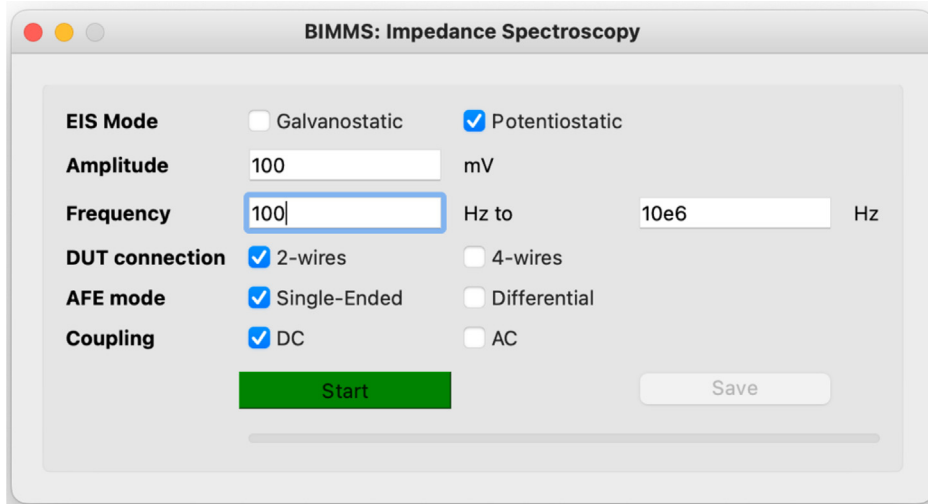 BIMMS: Impedance Spectroscopy
EIS Mode Galvanostatic Potentiostatic
Amplitude 100 mV
Frequency 100 Hz to 10e6 Hz
DUT connection 2-wires 4-wires
AFE mode Single-Ended Differential
Coupling DC AC
Start Save